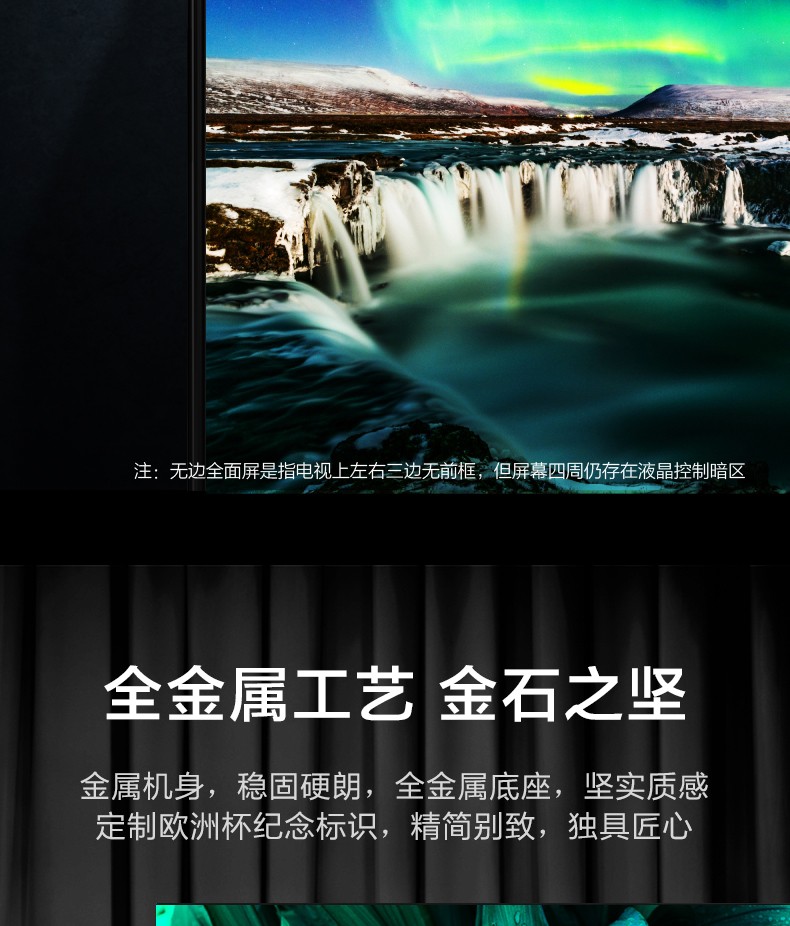 注：无边全面屏是指电视上左右三边无前框，但屏幕四周仍存在液晶控制暗区
全金属工艺 金石之坚
金属机身，稳固硬朗，全金属底座，坚实质感
定制欧洲杯纪念标识，精简别致，独具匠心